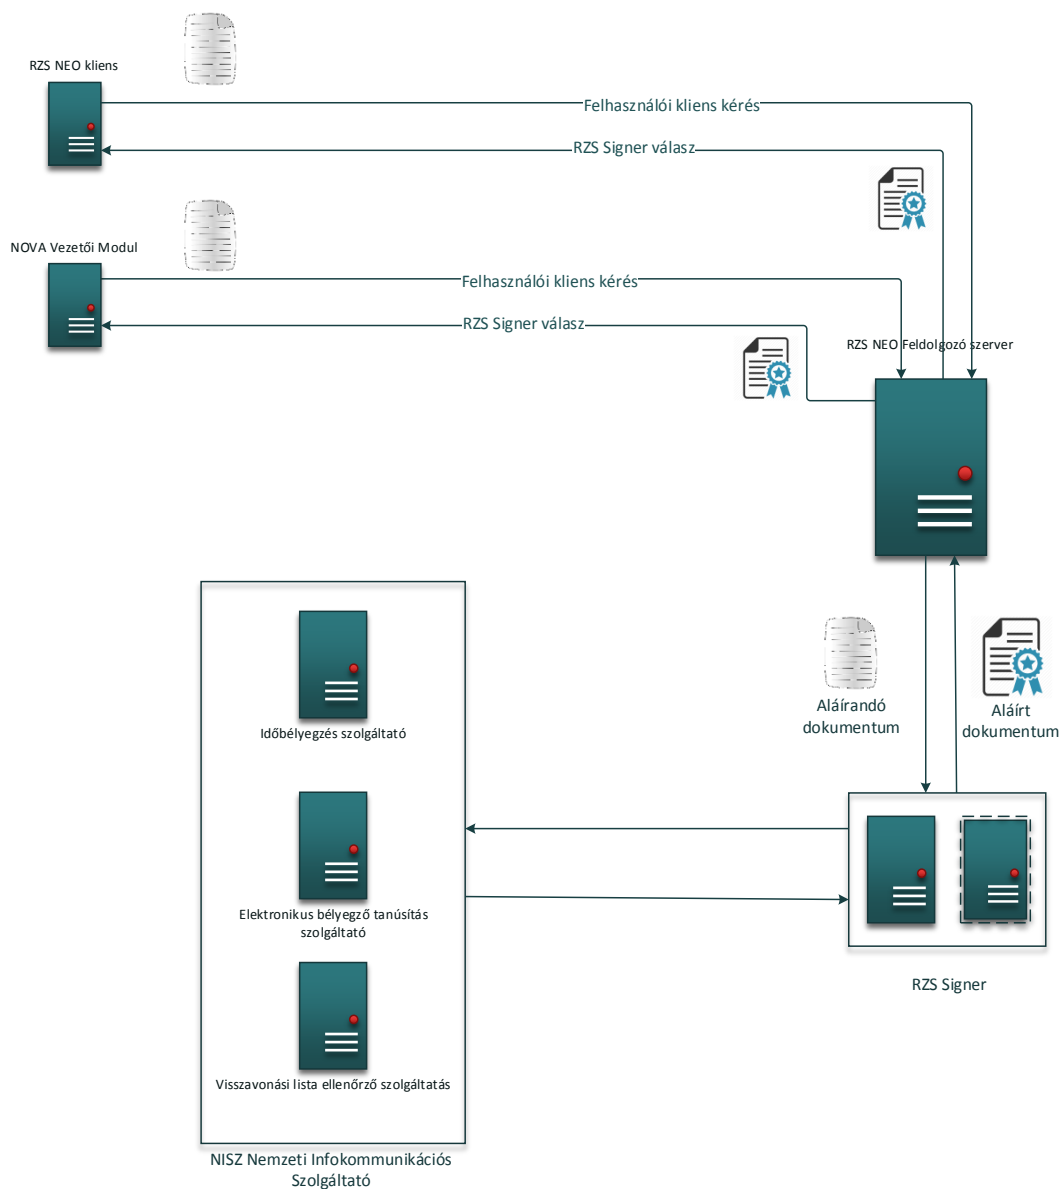 RZS NEO kliens
Felhasználói kliens kérés
RZS Signer válasz
NOVA Vezetői Modul
Felhasználói kliens kérés
RZS Signer válasz
RZS NEO Feldolgozó szerver
Aláírandó
dokumentum
Aláírt
dokumentum
Időbélyegzés szolgáltató
Elektronikus bélyegző tanúsítás
szolgáltató
RZS Signer
Visszavonási lista ellenőrző szolgáltatás
NISZ Nemzeti Infokommunikációs
Szolgáltató